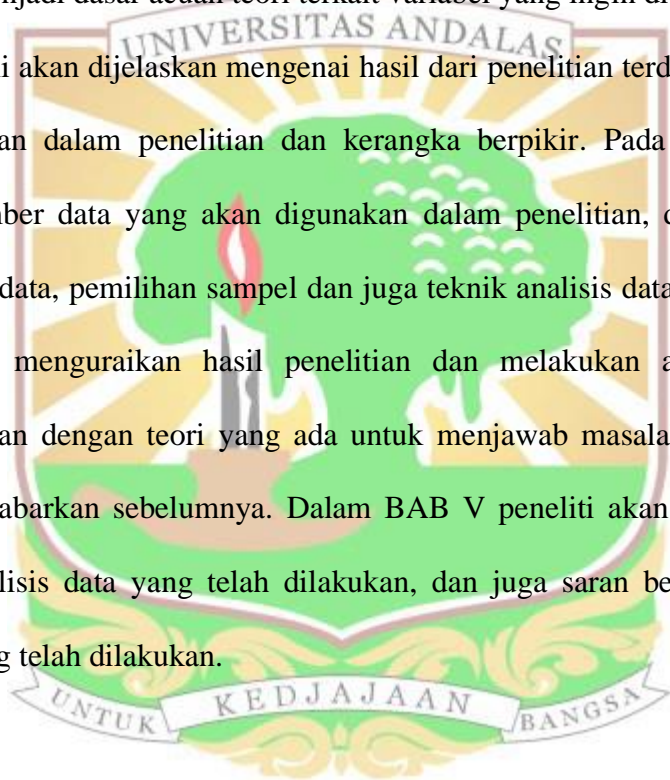 njadi dasar acuan teori terkait variabel yang ingin di
UNIVERSITAS ANDALAS
i akan dijelaskan mengenai hasil dari penelitian terd
an dalam penelitian dan kerangka berpikir. Pada
ber data yang akan digunakan dalam penelitian, d
data, pemilihan sampel dan juga teknik analisis data
menguraikan hasil penelitian dan melakukan a
an dengan teori yang ada untuk menjawab masala
abarkan sebelumnya. Dalam BAB V peneliti akan
lisis data yang telah dilakukan, dan juga saran be
g telah dilakukan.
UNTUK KEDJAJAAN BANGSA